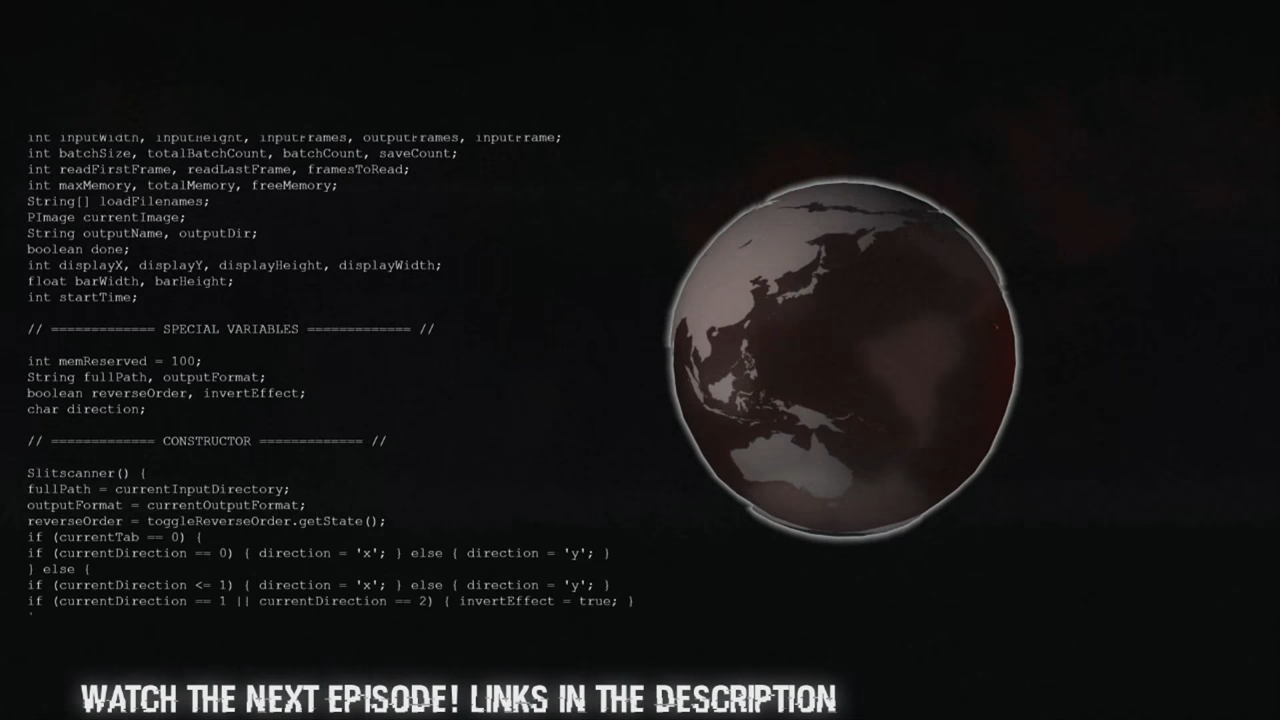 int inputWidth, inputHeight, inputFrames, outputFrames, inputFrame;
int batchSize, totalBatchCount, batchCount, saveCount;
int readFirstFrame, readLastFrame, framesToRead;
int maxMemory, totalMemory, freeMemory;
String[] loadFilenames;
PImage currentImage;
String outputName, outputDir;
boolean done;
int displayX, displayY, displayHeight, displayWidth;
float barWidth, barHeight;
int startTime;
// ============= SPECIAL VARIABLES ============= //
int memReserved = 100;
String fullPath, outputFormat;
boolean reverseOrder, invertEffect;
char direction;
// ============= CONSTRUCTOR ============= //
Slitscanner() {
fullPath = currentInputDirectory;
outputFormat = currentOutputFormat;
reverseOrder = toggleReverseOrder.getState();
if (currentTab == 0) {
if (currentDirection == 0) { direction = 'x'; } else { direction = 'y'; }
} else {
if (currentDirection <= 1) { direction = 'x'; } else { direction = 'y'; }
if (currentDirection == 1 || currentDirection == 2) { invertEffect = true; }
WATCH THE NEXT EPISODE! LINKS IN THE DESCRIPTION